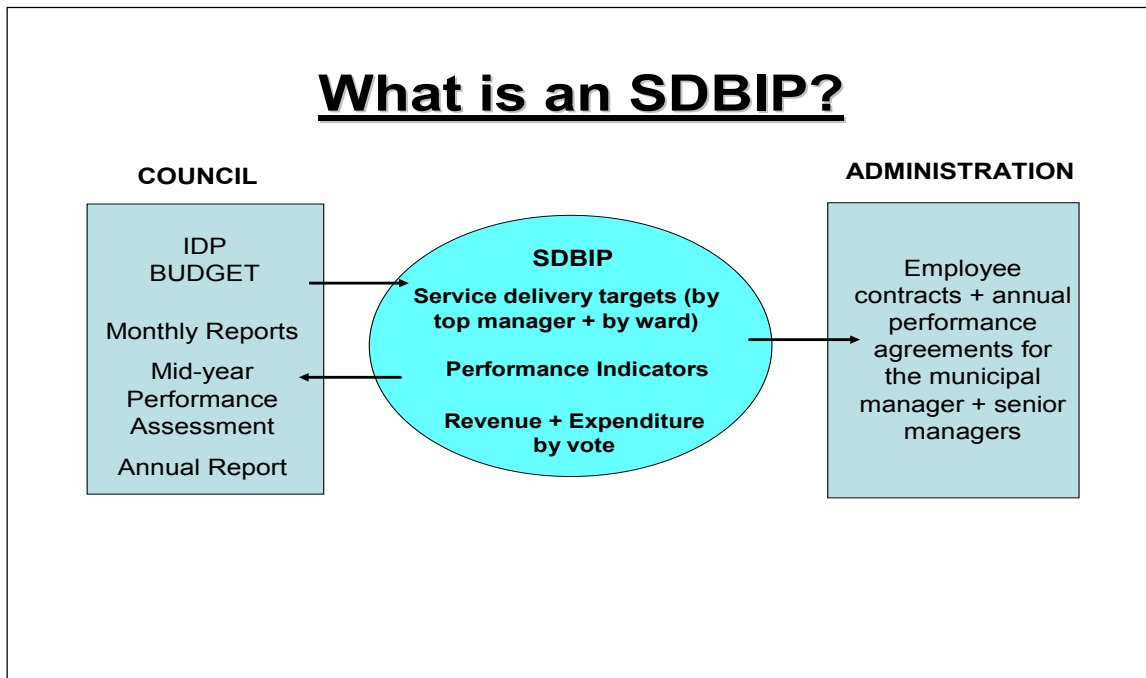 What is an SDBIP?
COUNCIL
IDP
BUDGET
Monthly Reports
Mid-year
Performance
Assessment
Annual Report
SDBIP
Service delivery targets (by
top manager + by ward)
Performance Indicators
Revenue + Expenditure
by vote
ADMINISTRATION
Employee
contracts + annual
performance
agreements for
the municipal
manager + senior
managers